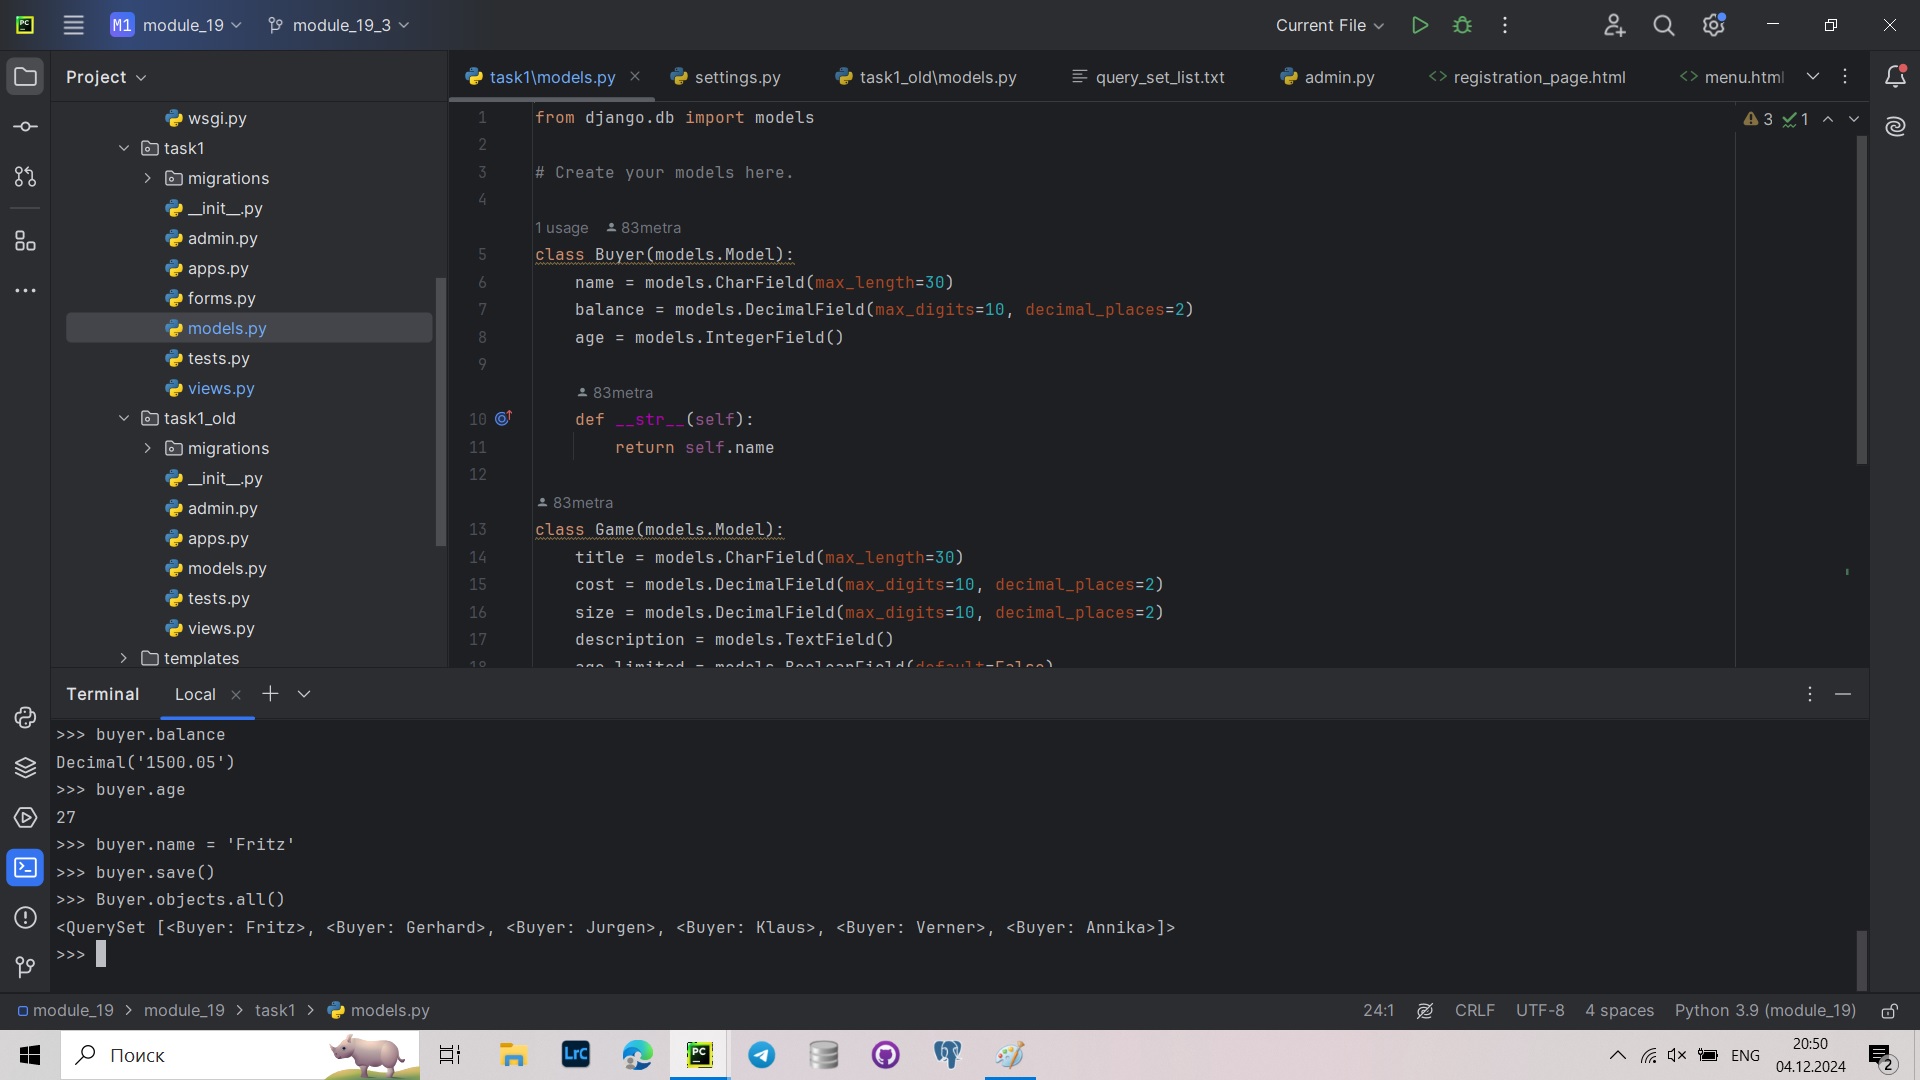 M1 module_19 module_19_3 Current File
Project
task1\models.py settings.py task1_old\models.py query_set_list.txt admin.py registration_page.html menu.html
wsgi.py
task1
migrations
__init__.py
admin.py
apps.py
forms.py
models.py
tests.py
views.py
task1_old
migrations
__init__.py
admin.py
apps.py
models.py
tests.py
views.py
templates
3 1
1 from django.db import models
2
3 # Create your models here.
4
1 usage 83metra
5 class Buyer(models.Model):
6 name = models.CharField(max_length=30)
7 balance = models.DecimalField(max_digits=10, decimal_places=2)
8 age = models.IntegerField()
9
83metra
10 def __str__(self):
11 return self.name
12
83metra
13 class Game(models.Model):
14 title = models.CharField(max_length=30)
15 cost = models.DecimalField(max_digits=10, decimal_places=2)
16 size = models.DecimalField(max_digits=10, decimal_places=2)
17 description = models.TextField()
18 age_limited = models.BooleanField(default=False)
Terminal Local
>>> buyer.balance
Decimal('1500.05')
>>> buyer.age
27
>>> buyer.name = 'Fritz'
>>> buyer.save()
>>> Buyer.objects.all()
<QuerySet [<Buyer: Fritz>, <Buyer: Gerhard>, <Buyer: Jurgen>, <Buyer: Klaus>, <Buyer: Verner>, <Buyer: Annika>]>
>>>
module_19 > module_19 > task1 > models.py 24:1 CRLF UTF-8 4 spaces Python 3.9 (module_19)
Поиск LrC PC ENG 20:50
04.12.2024 2